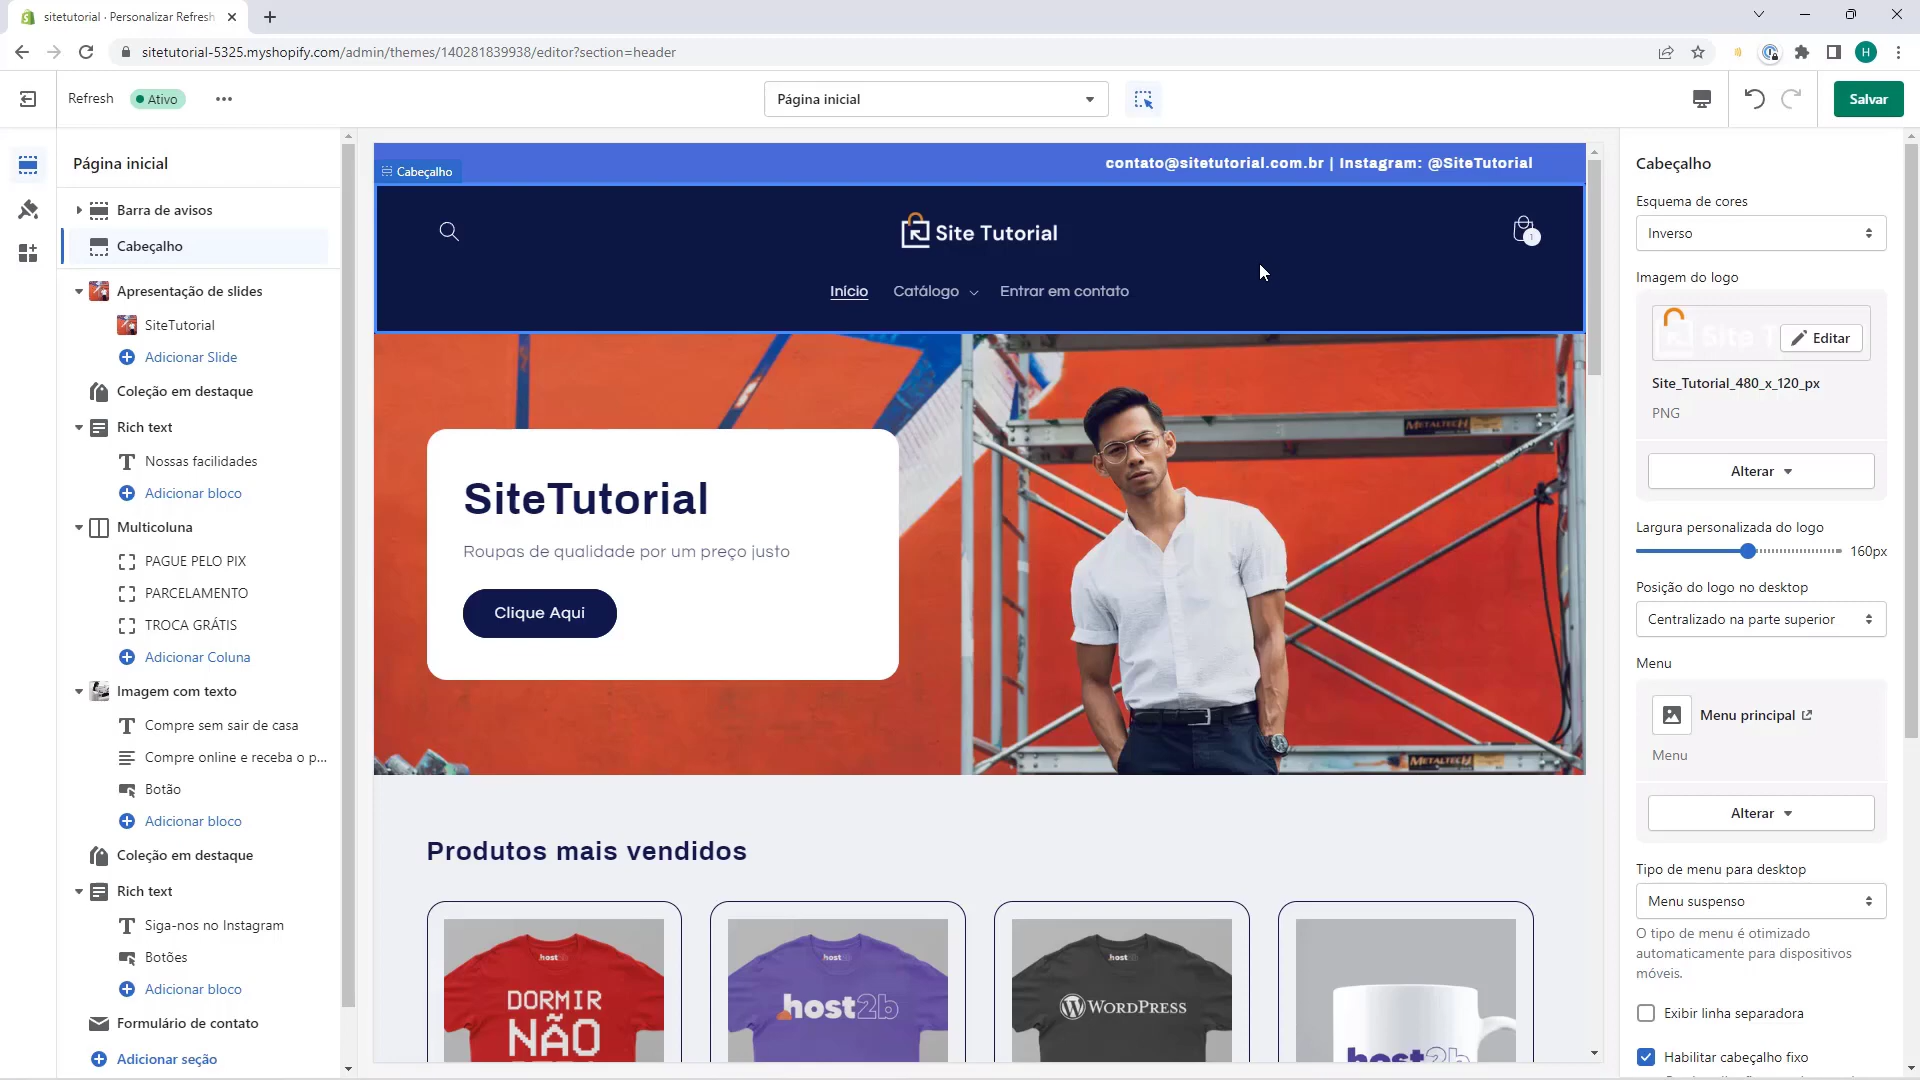 sitetutorial · Personalizar Refresh
sitetutorial-5325.myshopify.com/admin/themes/140281839938/editor?section=header
H
Refresh
Ativo
Página inicial
Salvar
Página inicial
Barra de avisos
Cabeçalho
Apresentação de slides
SiteTutorial
Adicionar Slide
Coleção em destaque
Rich text
Nossas facilidades
Adicionar bloco
Multicoluna
PAGUE PELO PIX
PARCELAMENTO
TROCA GRÁTIS
Adicionar Coluna
Imagem com texto
Compre sem sair de casa
Compre online e receba o p...
Botão
Adicionar bloco
Coleção em destaque
Rich text
Siga-nos no Instagram
Botões
Adicionar bloco
Formulário de contato
Adicionar seção
contato@sitetutorial.com.br | Instagram: @SiteTutorial
Cabeçalho
Site Tutorial
1
Início
Catálogo
Entrar em contato
METALTECH
SiteTutorial
Roupas de qualidade por um preço justo
Clique Aqui
METALTECH
Produtos mais vendidos
host2b
DORMIR
NÃO
host2b
host2b
host2b
WORDPRESS
host2b
Cabeçalho
Esquema de cores
Inverso
Imagem do logo
Site T
Editar
Site_Tutorial_480_x_120_px
PNG
Alterar
Largura personalizada do logo
160px
Posição do logo no desktop
Centralizado na parte superior
Menu
Menu principal
Menu
Alterar
Tipo de menu para desktop
Menu suspenso
O tipo de menu é otimizado
automaticamente para dispositivos
móveis.
Exibir linha separadora
Habilitar cabeçalho fixo